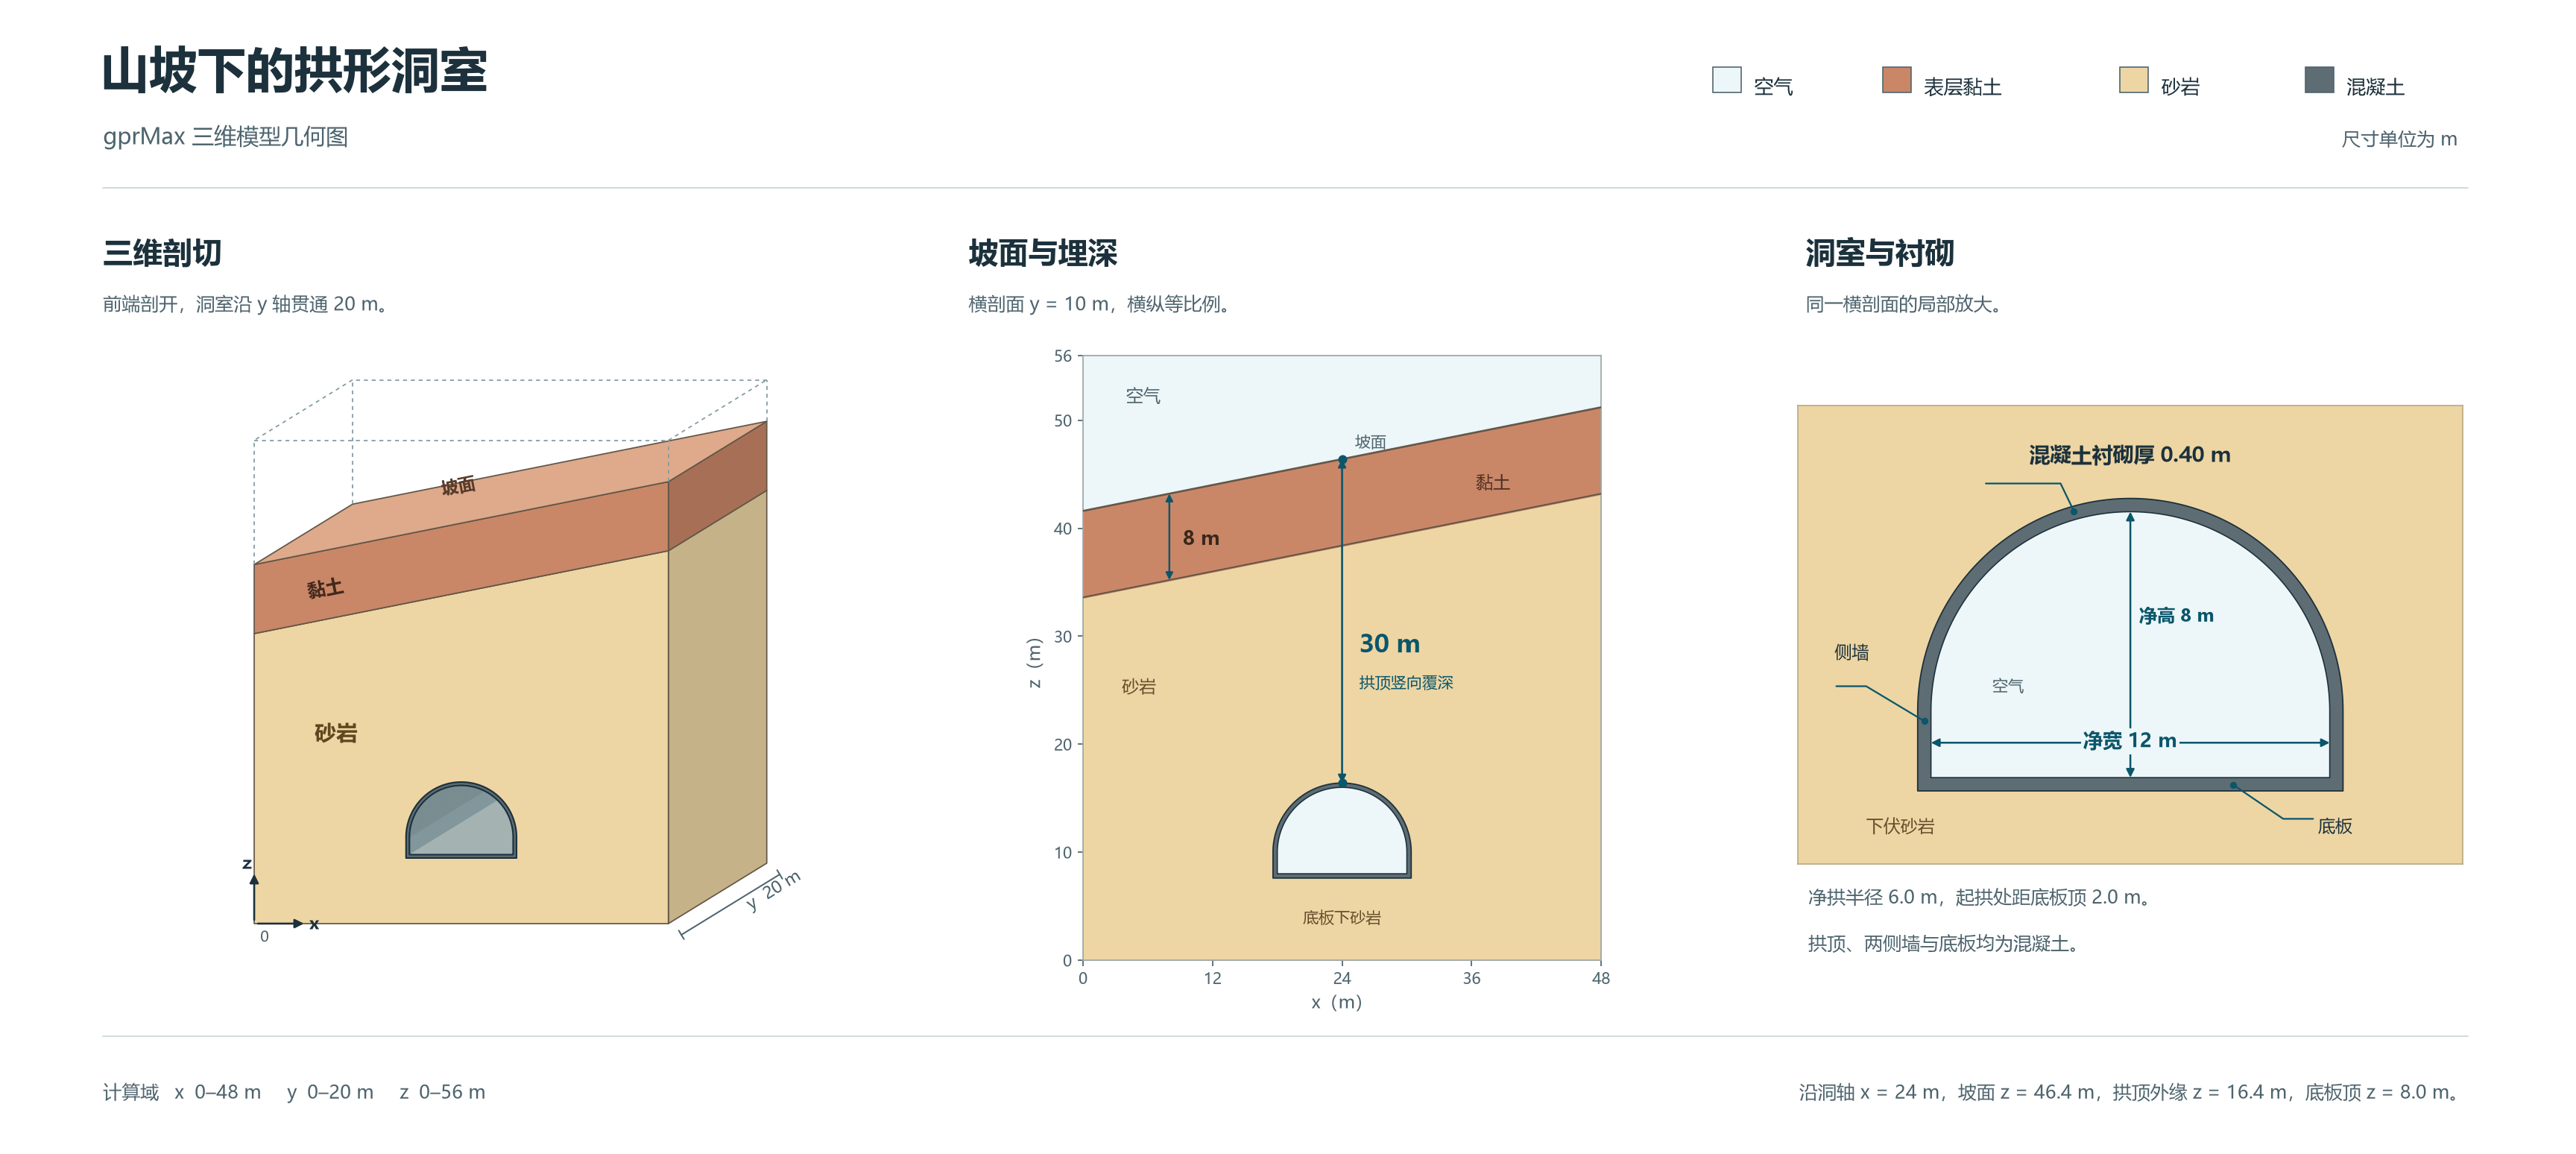 山坡下的拱形洞室
gprMax 三维模型几何图
空气
表层黏土
砂岩
混凝土
尺寸单位为 m
三维剖切
前端剖开，洞室沿 y 轴贯通 20 m。
坡面
黏土
砂岩
z
x
0
y 20 m
坡面与埋深
横剖面 y = 10 m，横纵等比例。
56
50
40
30
20
10
0
z（m）
空气
坡面
黏土
8 m
30 m
拱顶竖向覆深
砂岩
底板下砂岩
0
12
24
36
48
x（m）
洞室与衬砌
同一横剖面的局部放大。
混凝土衬砌厚 0.40 m
净高 8 m
侧墙
空气
净宽 12 m
下伏砂岩
底板
净拱半径 6.0 m，起拱处距底板顶 2.0 m。
拱顶、两侧墙与底板均为混凝土。
计算域 x 0–48 m y 0–20 m z 0–56 m
沿洞轴 x = 24 m，坡面 z = 46.4 m，拱顶外缘 z = 16.4 m，底板顶 z = 8.0 m。